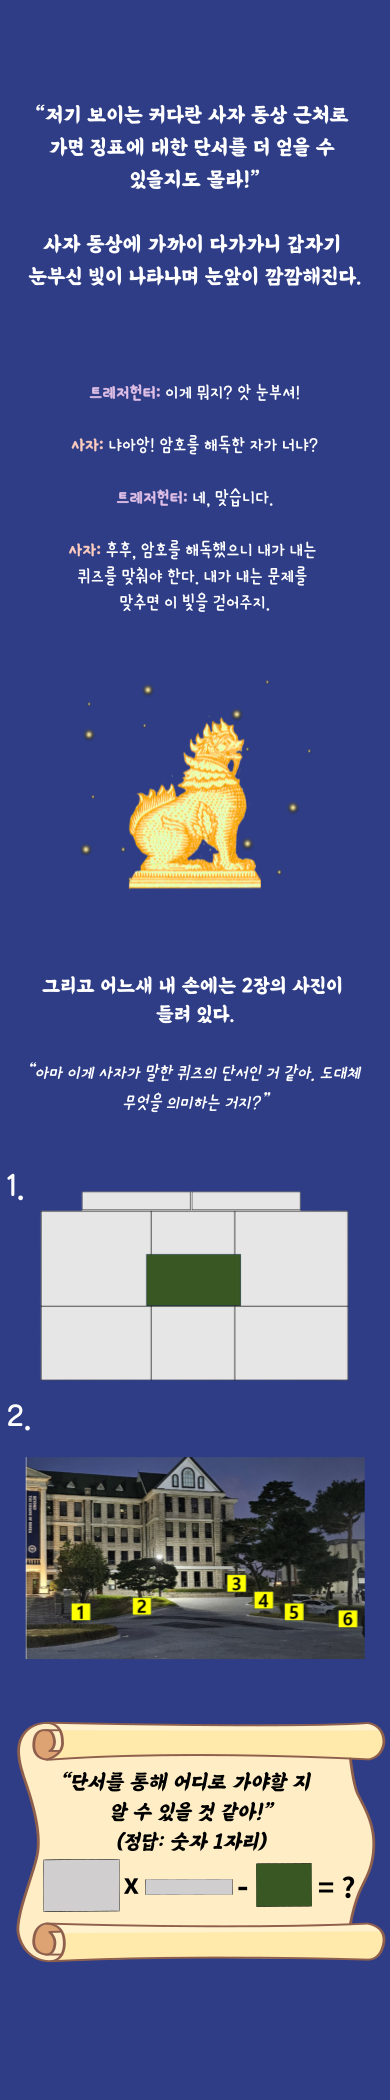 “저기 보이는 커다란 사자 동상 근처로
가면 징표에 대한 단서를 더 얻을 수
있을지도 몰라!”
사자 동상에 가까이 다가가니 갑자기
눈부신 빛이 나타나며 눈앞이 깜깜해진다.
트레저헌터: 이게 뭐지? 앗 눈부셔!
사자: 냐아앙! 암호를 해독한 자가 너냐?
트레저헌터: 네, 맞습니다.
사자: 후후, 암호를 해독했으니 내가 내는
퀴즈를 맞춰야 한다. 내가 내는 문제를
맞추면 이 빛을 걷어주지.
그리고 어느새 내 손에는 2장의 사진이
들려 있다.
“아마 이게 사자가 말한 퀴즈의 단서인 거 같아. 도대체
무엇을 의미하는 거지?”
1.
2.
1
2
3
4
5
6
“단서를 통해 어디로 가야할 지
알 수 있을 것 같아!”
(정답: 숫자 1자리)
X - = ?